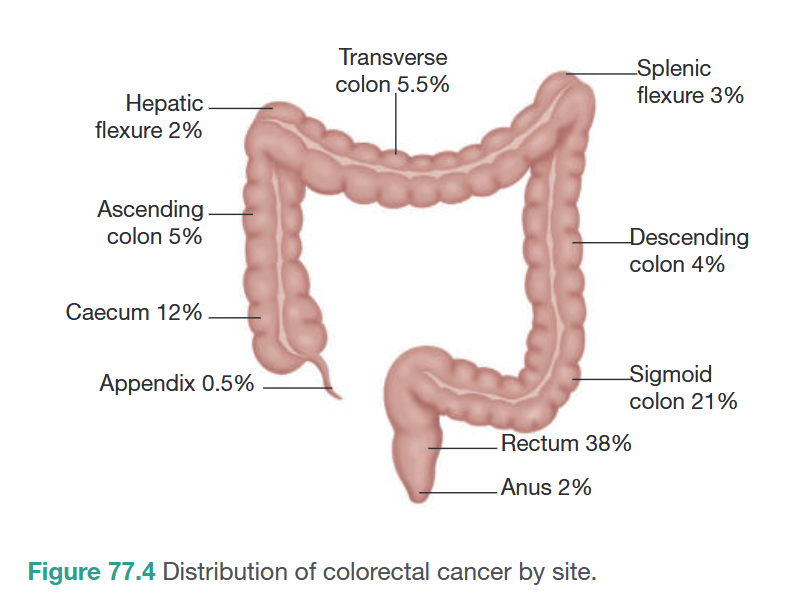 Transverse
colon 5.5%
Splenic
flexure 3%
Hepatic
flexure 2%
Ascending
colon 5%
Descending
colon 4%
Caecum 12%
Appendix 0.5%
Sigmoid
colon 21%
Rectum 38%
Anus 2%
Figure 77.4 Distribution of colorectal cancer by site.